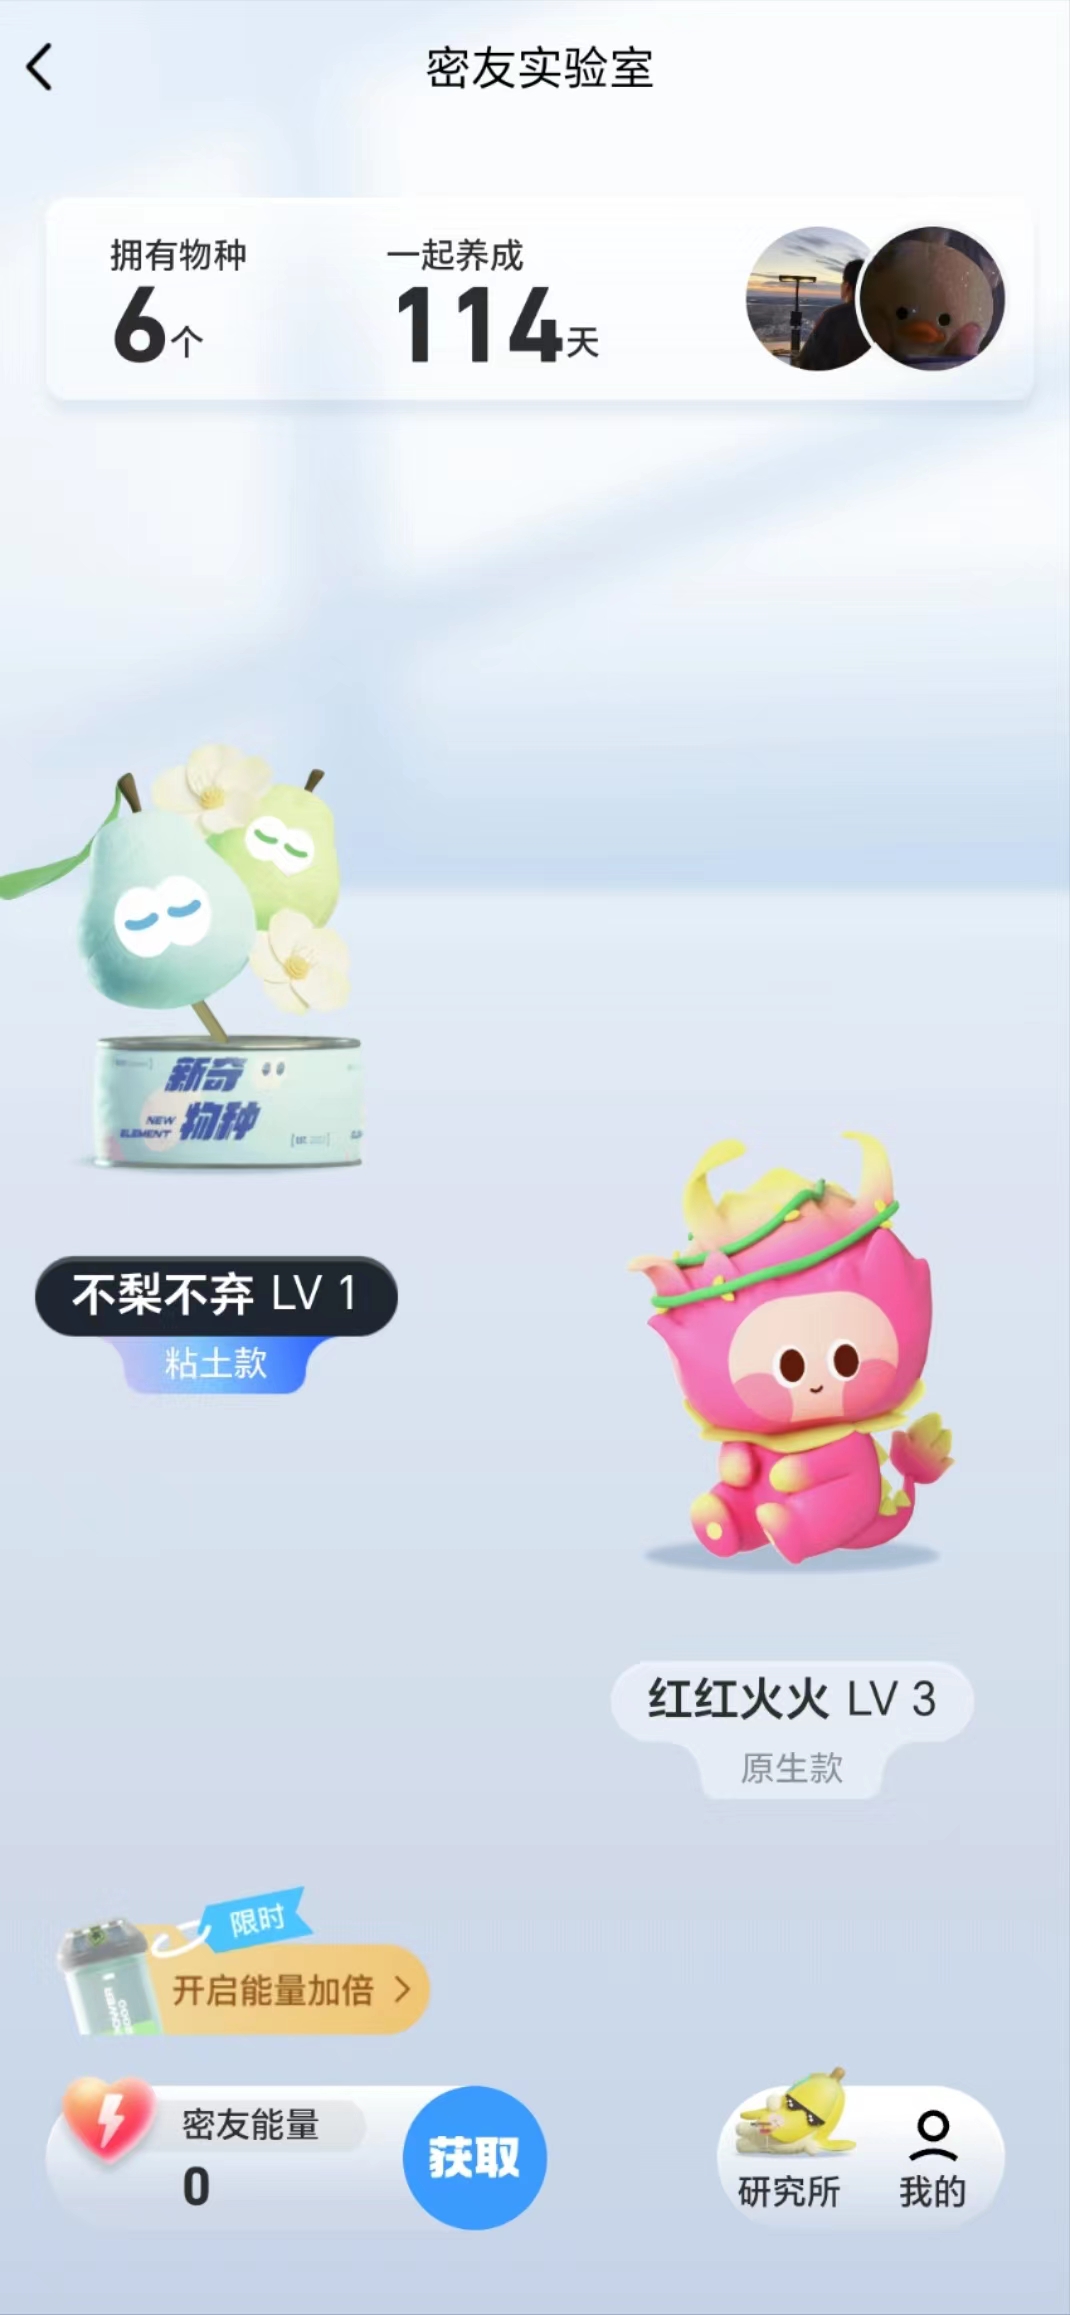 密友实验室
拥有物种
一起养成
6个
114天
新奇
NEW
物种
ELEMENT
不梨不弃 LV 1
粘土款
红红火火 LV 3
原生款
限时
开启能量加倍
密友能量
0
获取
研究所
我的